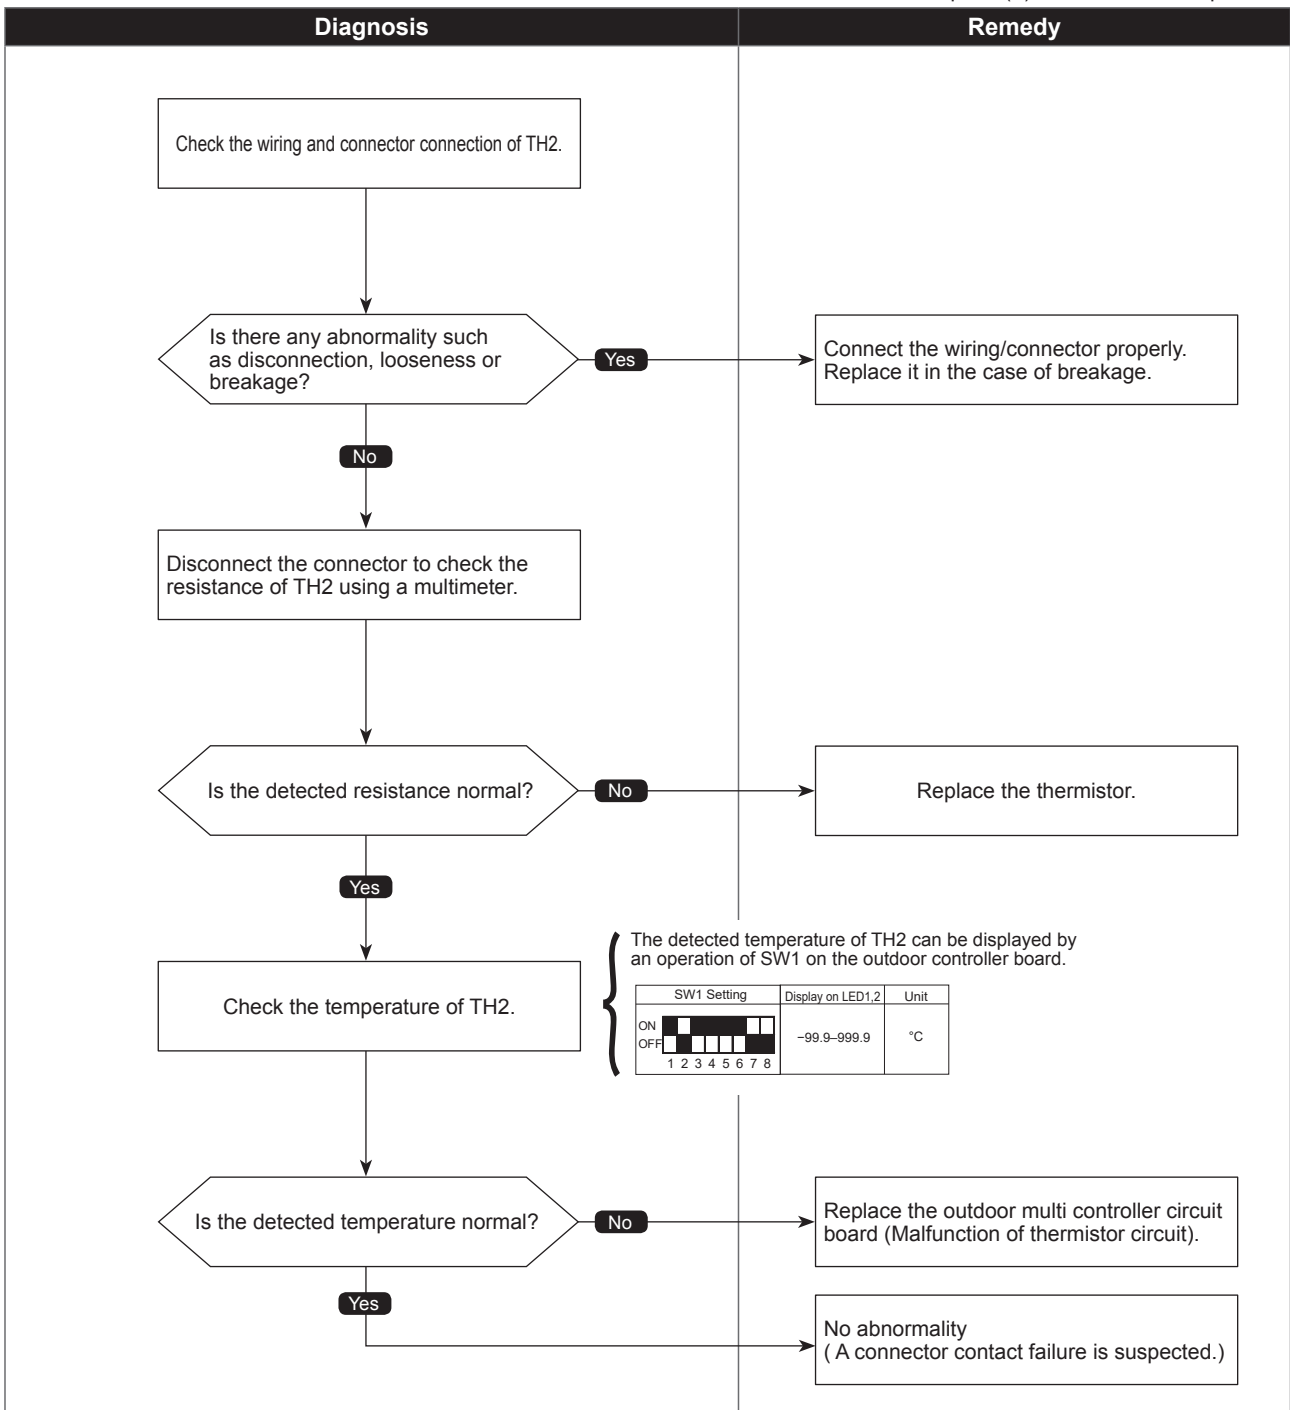 Diagnosis
Remedy
Check the wiring and connector connection of TH2.
Is there any abnormality such
as disconnection, looseness or
breakage?
Yes
Connect the wiring/connector properly.
Replace it in the case of breakage.
No
Disconnect the connector to check the
resistance of TH2 using a multimeter.
Is the detected resistance normal?
No
Replace the thermistor.
Yes
The detected temperature of TH2 can be displayed by
an operation of SW1 on the outdoor controller board.
Check the temperature of TH2.
SW1 Setting
Display on LED1,2
Unit
ON
OFF
1 2 3 4 5 6 7 8
−99.9–999.9
°C
Is the detected temperature normal?
No
Replace the outdoor multi controller circuit
board (Malfunction of thermistor circuit).
Yes
No abnormality
( A connector contact failure is suspected.)